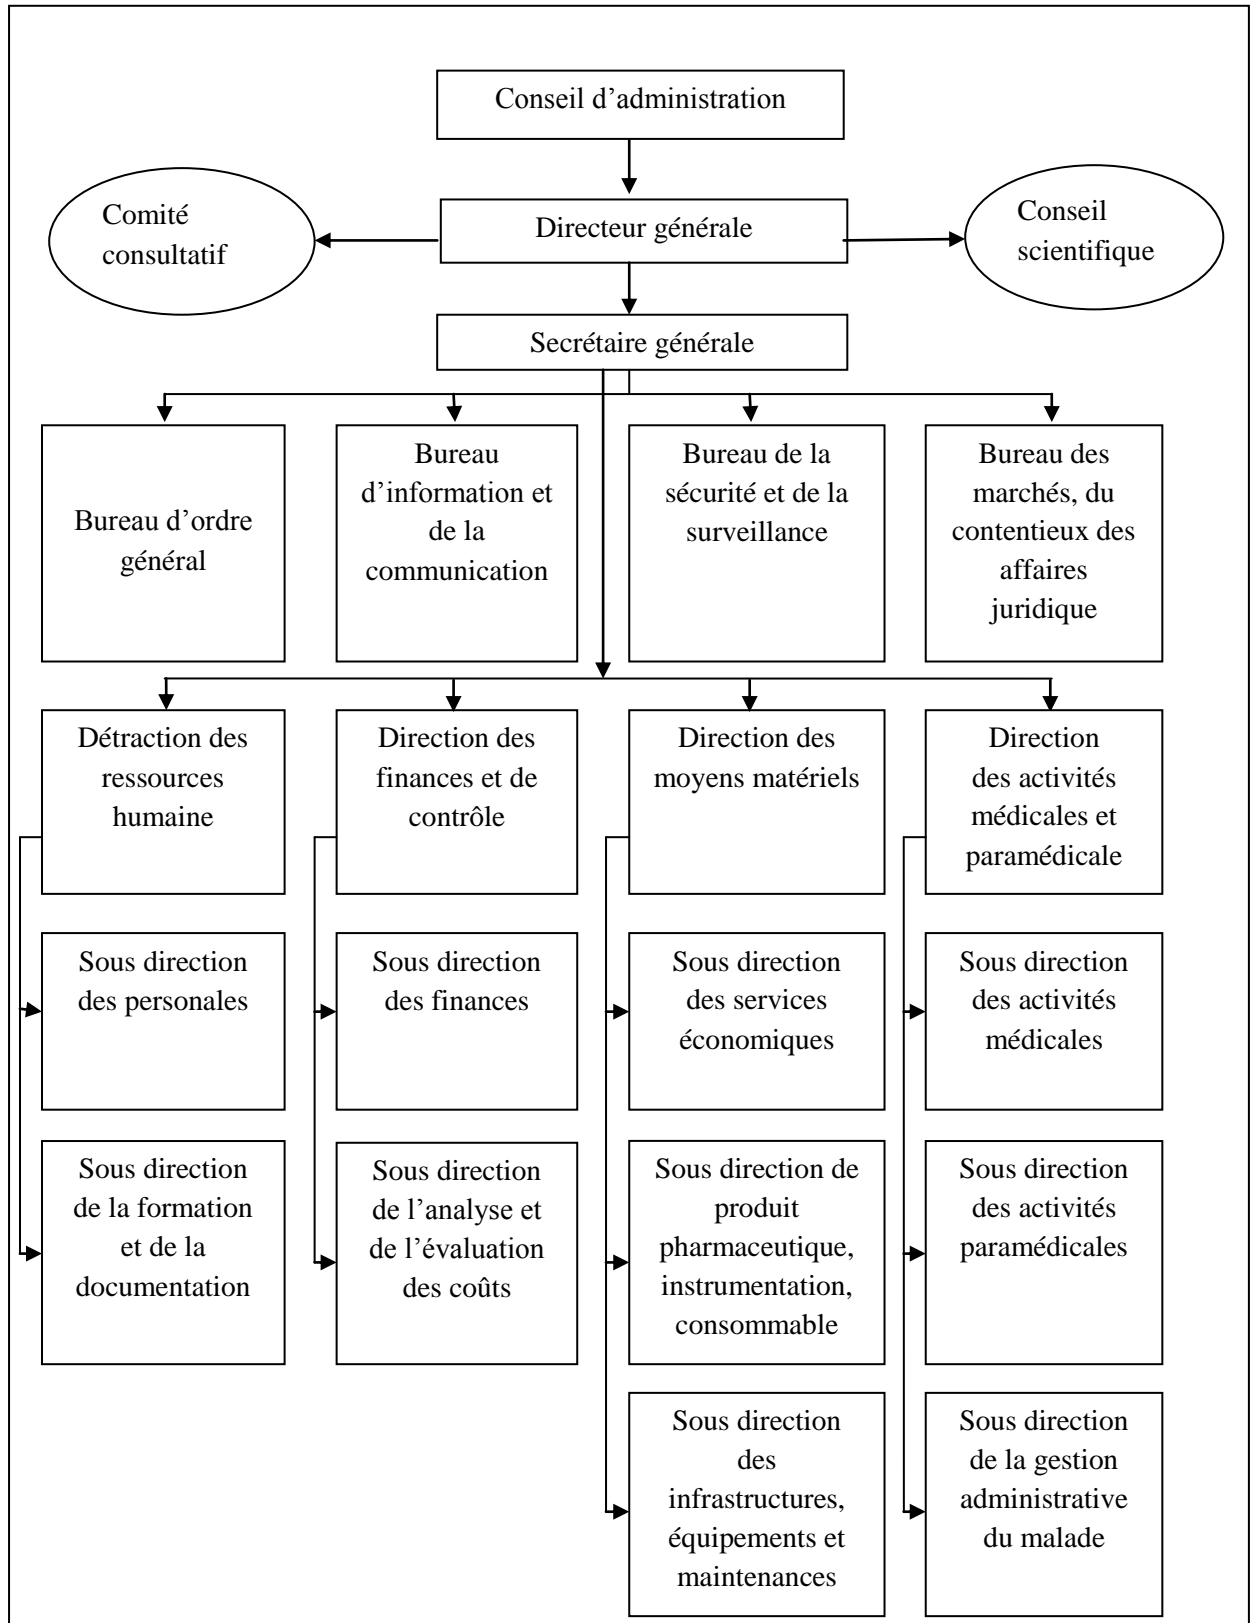 Conseil d’administration
Comité
consultatif
Directeur générale
Conseil
scientifique
Secrétaire générale
Bureau d’ordre
général
Bureau
d’information et
de la
communication
Bureau de la
sécurité et de la
surveillance
Bureau des
marchés, du
contentieux des
affaires
juridique
Détraction des
ressources
humaine
Direction des
finances et de
contrôle
Direction des
moyens matériels
Direction
des activités
médicales et
paramédicale
Sous direction
des personales
Sous direction
des finances
Sous direction
des services
économiques
Sous direction
des activités
médicales
Sous direction
de la formation
et de la
documentation
Sous direction
de l’analyse et
de l’évaluation
des coûts
Sous direction de
produit
pharmaceutique,
instrumentation,
consommable
Sous direction
des activités
paramédicales
Sous direction
des
infrastructures,
équipements et
maintenances
Sous direction
de la gestion
administrative
du malade